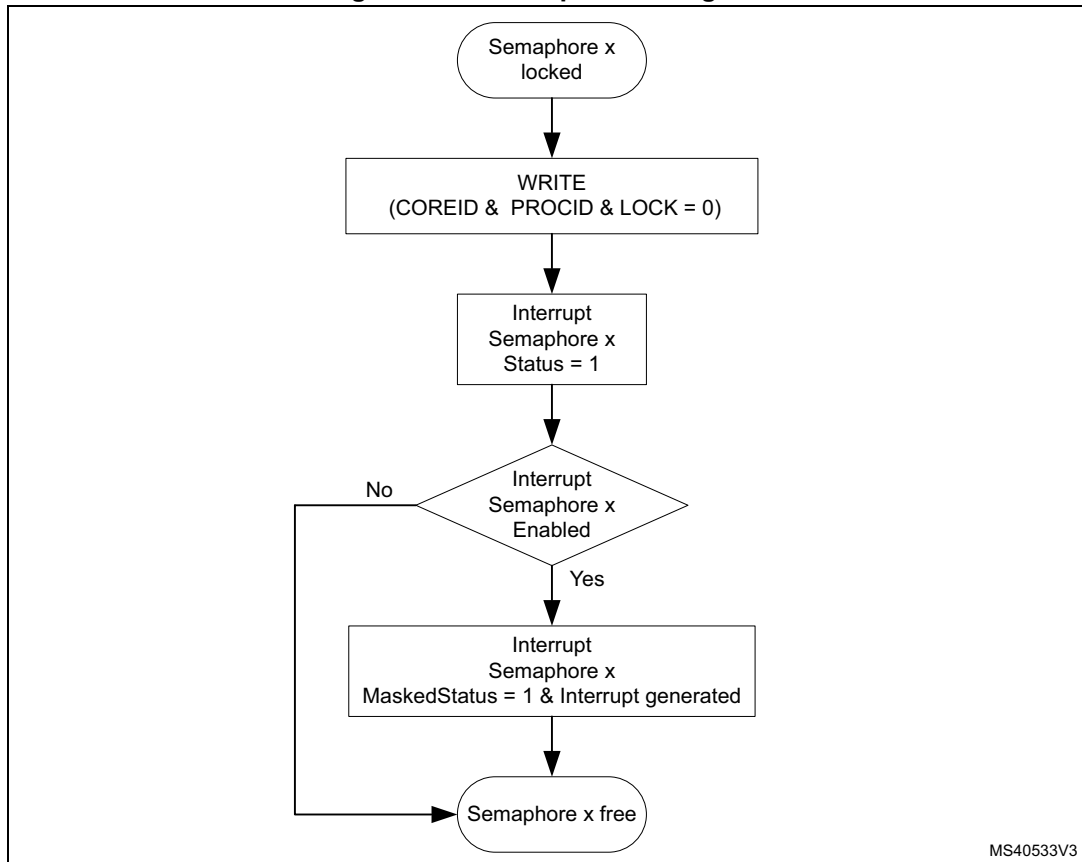 Semaphore x
locked
WRITE
(COREID & PROCID & LOCK = 0)
Interrupt
Semaphore x
Status = 1
Interrupt
Semaphore x
Enabled
No
Yes
Interrupt
Semaphore x
MaskedStatus = 1 & Interrupt generated
Semaphore x free
MS40533V3